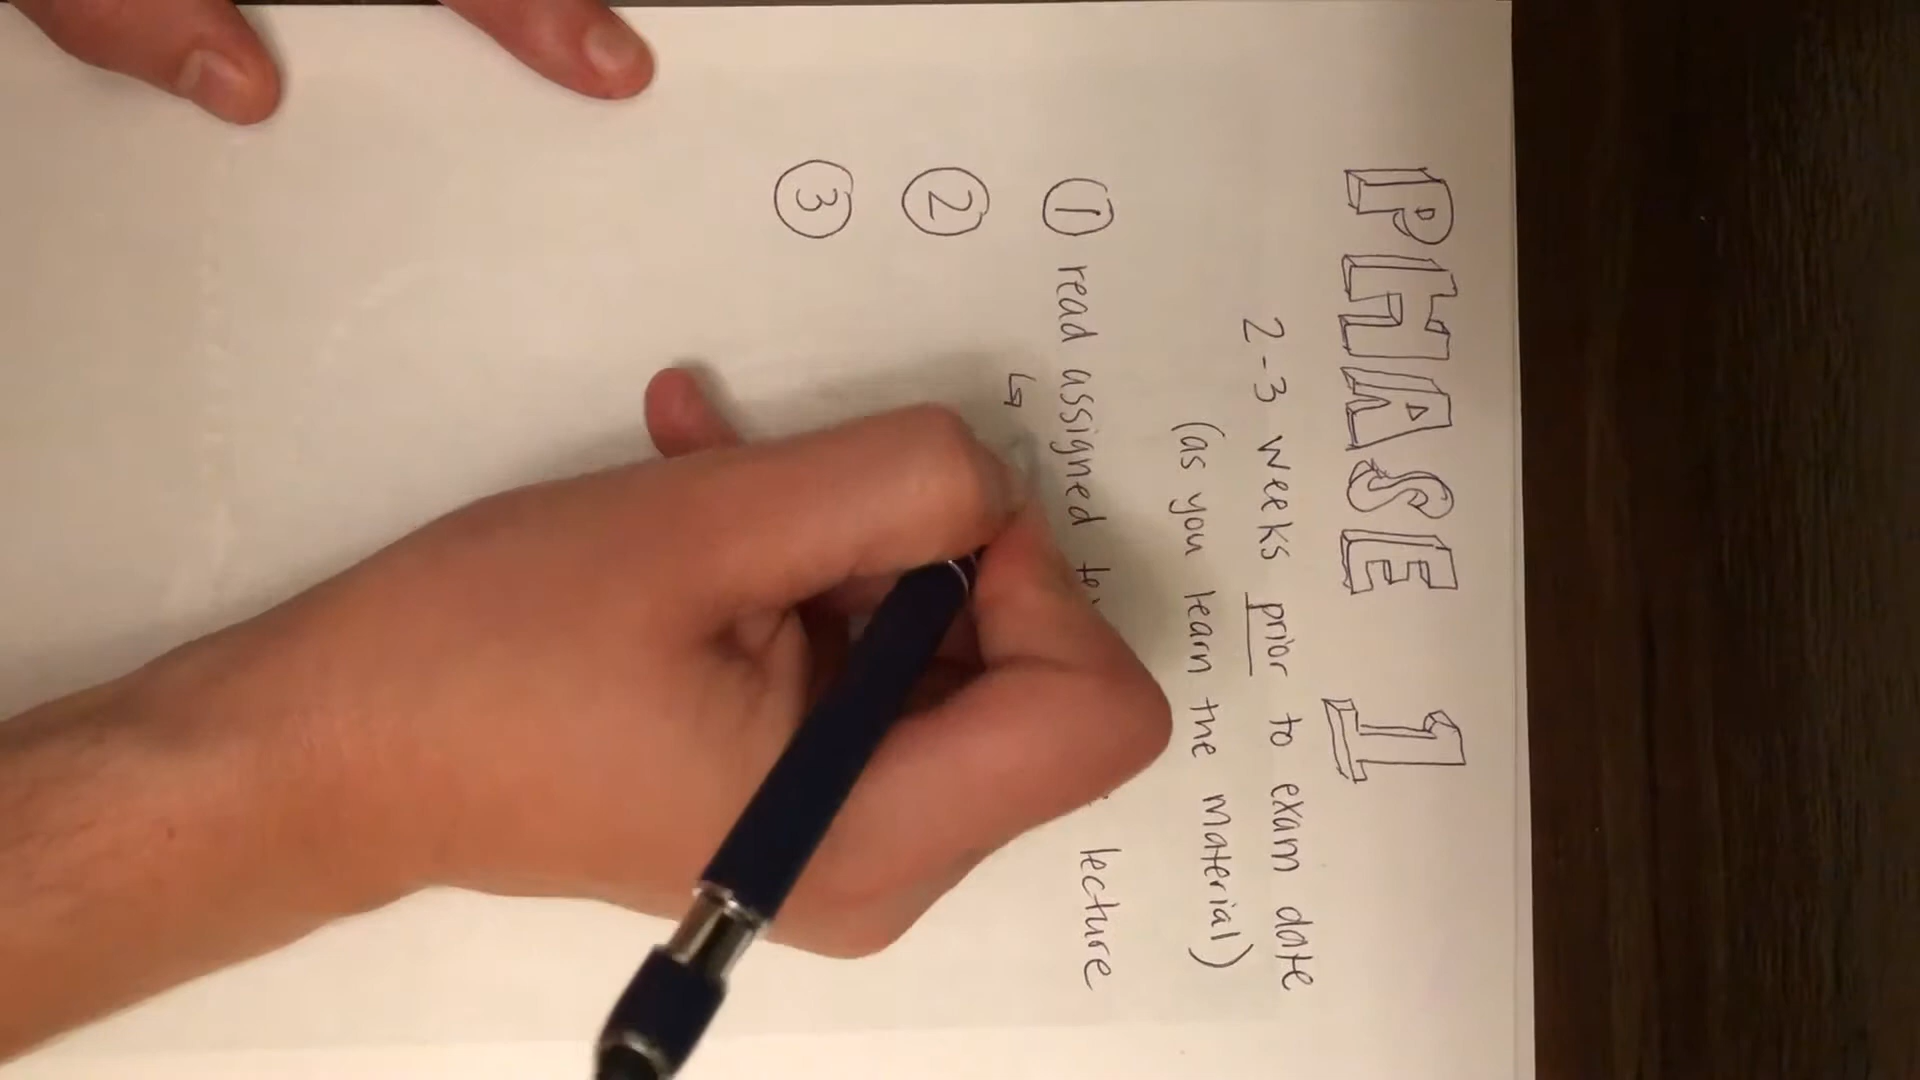 PHASE 1
2-3 weeks prior to exam date
(as you learn the material)
① read assigned lecture
↳
②
③